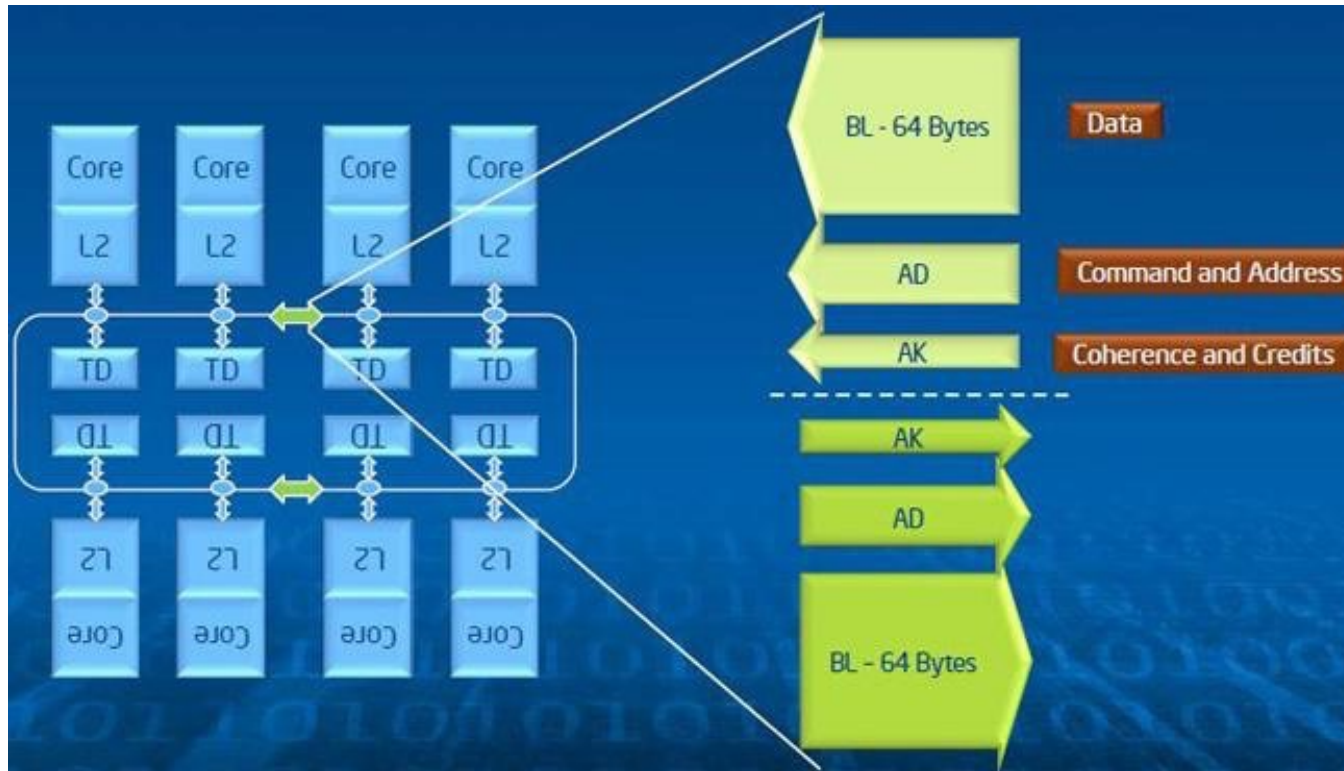 Core Core Core Core
L2 L2 L2 L2
TD TD TD TD
TD TD TD TD
L2 L2 L2 L2
Core Core Core Core
BL - 64 Bytes
Data
AD
Command and Address
AK
Coherence and Credits
AK
AD
BL - 64 Bytes